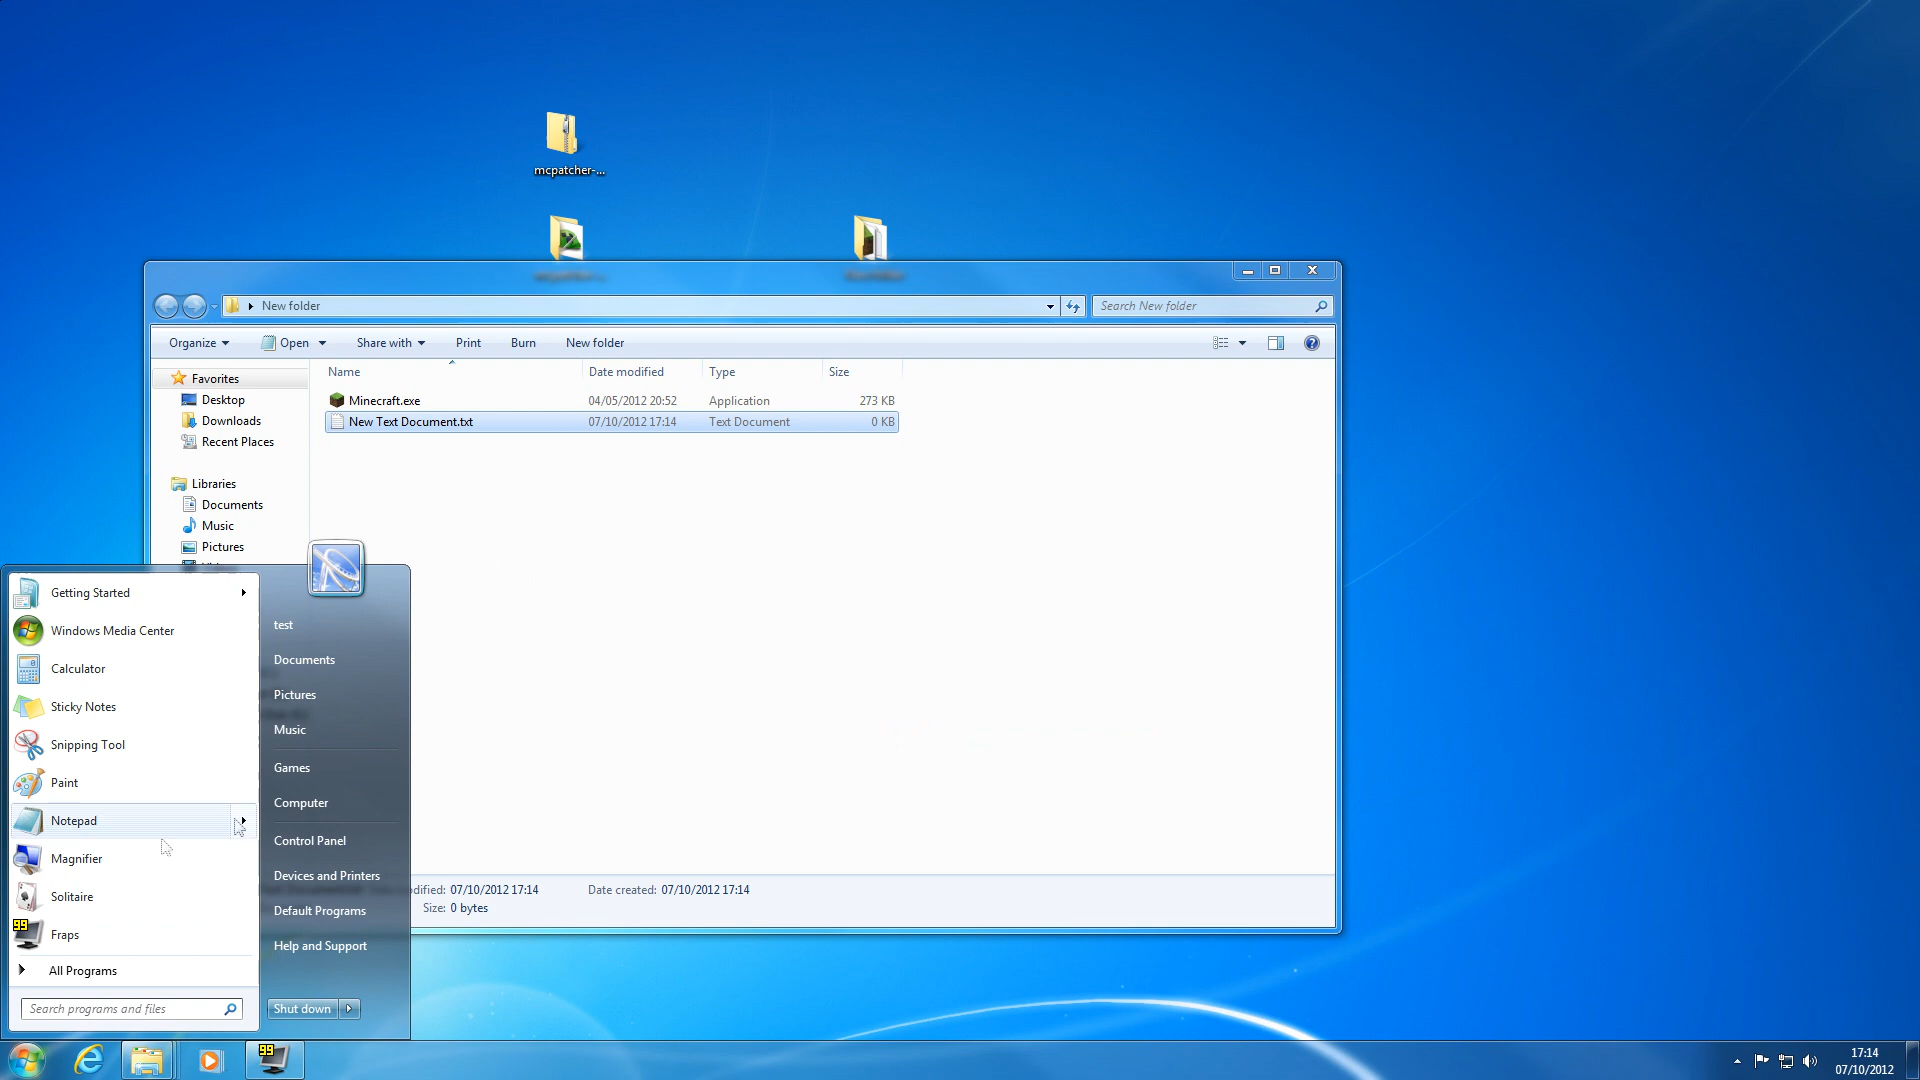 mcpatcher-...
New folder
Search New folder
Organize
Open
Share with
Print
Burn
New folder
Name
Date modified
Type
Size
Favorites
Desktop
Downloads
Recent Places
Libraries
Documents
Music
Pictures
Minecraft.exe 04/05/2012 20:52 Application 273 KB
New Text Document.txt 07/10/2012 17:14 Text Document 0 KB
Getting Started
Windows Media Center
Calculator
Sticky Notes
Snipping Tool
Paint
Notepad
Magnifier
Solitaire
99
Fraps
All Programs
Search programs and files
test
Documents
Pictures
Music
Games
Computer
Control Panel
Devices and Printers
Default Programs
Help and Support
Shut down
dified: 07/10/2012 17:14 Date created: 07/10/2012 17:14
Size: 0 bytes
99
17:14
07/10/2012